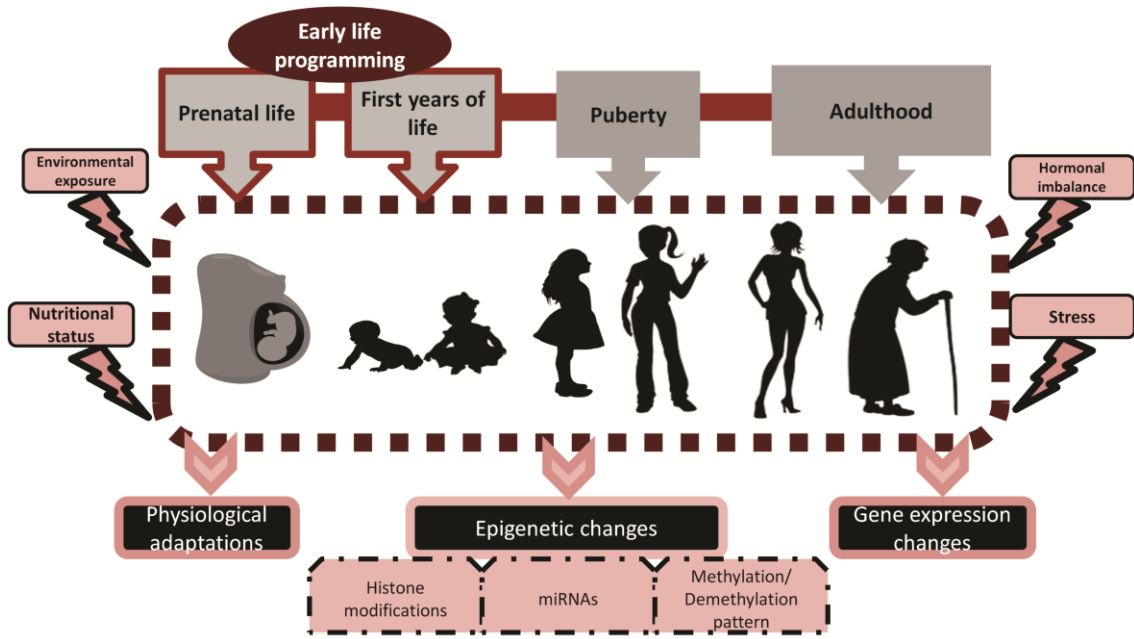 Early life
programming
Prenatal life
First years of
life
Puberty
Adulthood
Environmental
exposure
Hormonal
imbalance
Nutritional
status
Stress
Physiological
adaptations
Epigenetic changes
Gene expression
changes
Histone
modifications
miRNAs
Methylation/
Demethylation
pattern